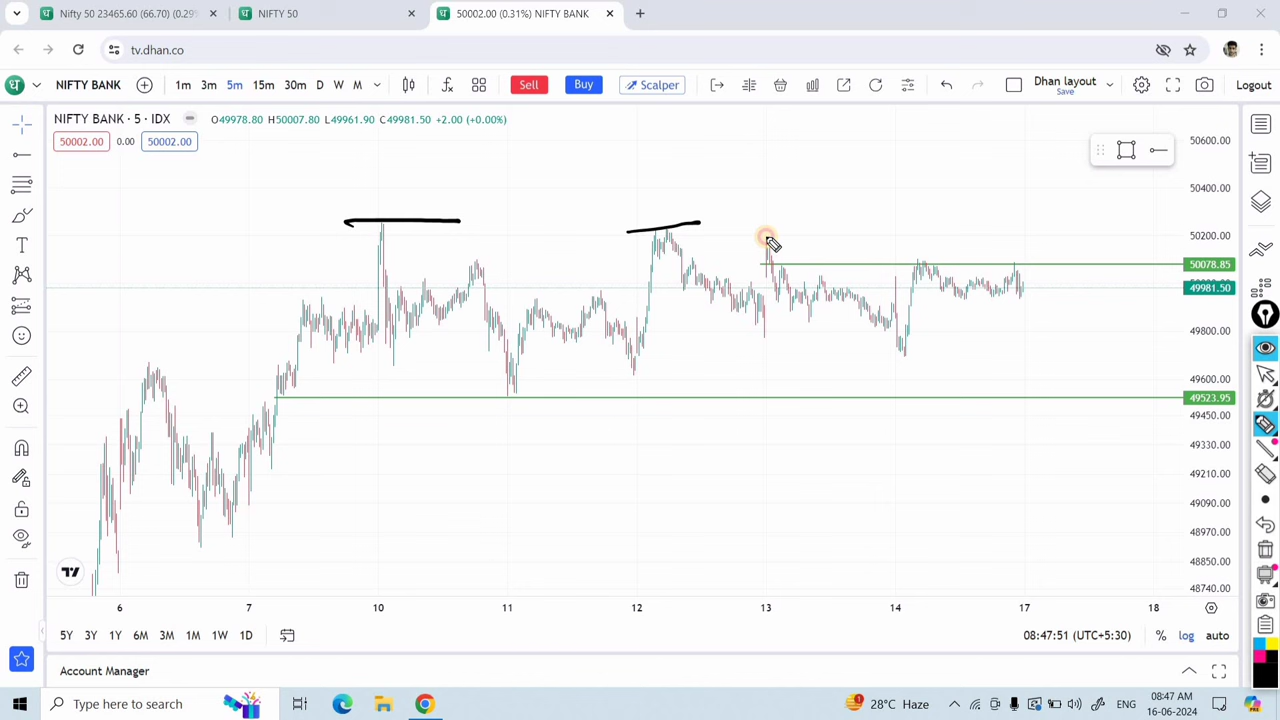 Nifty 50 23465.60 (66.70) (0.29%
NIFTY 50
50002.00 (0.31%) NIFTY BANK
tv.dhan.co
NIFTY BANK 1m 3m 5m 15m 30m D W M Sell Buy Scalper Dhan layout Save Logout
NIFTY BANK · 5 · IDX O49978.80 H50007.80 L49961.90 C49981.50 +2.00 (+0.00%)
50002.00 0.00 50002.00
50600.00
50400.00
50200.00
50078.85
49981.50
49800.00
49600.00
49523.95
49450.00
49330.00
49210.00
49090.00
48970.00
48850.00
48740.00
6 7 10 11 12 13 14 17 18
5Y 3Y 1Y 6M 3M 1M 1W 1D 08:47:51 (UTC+5:30) % log auto
Account Manager
Type here to search 28°C Haze ENG 08:47 AM
16-06-2024